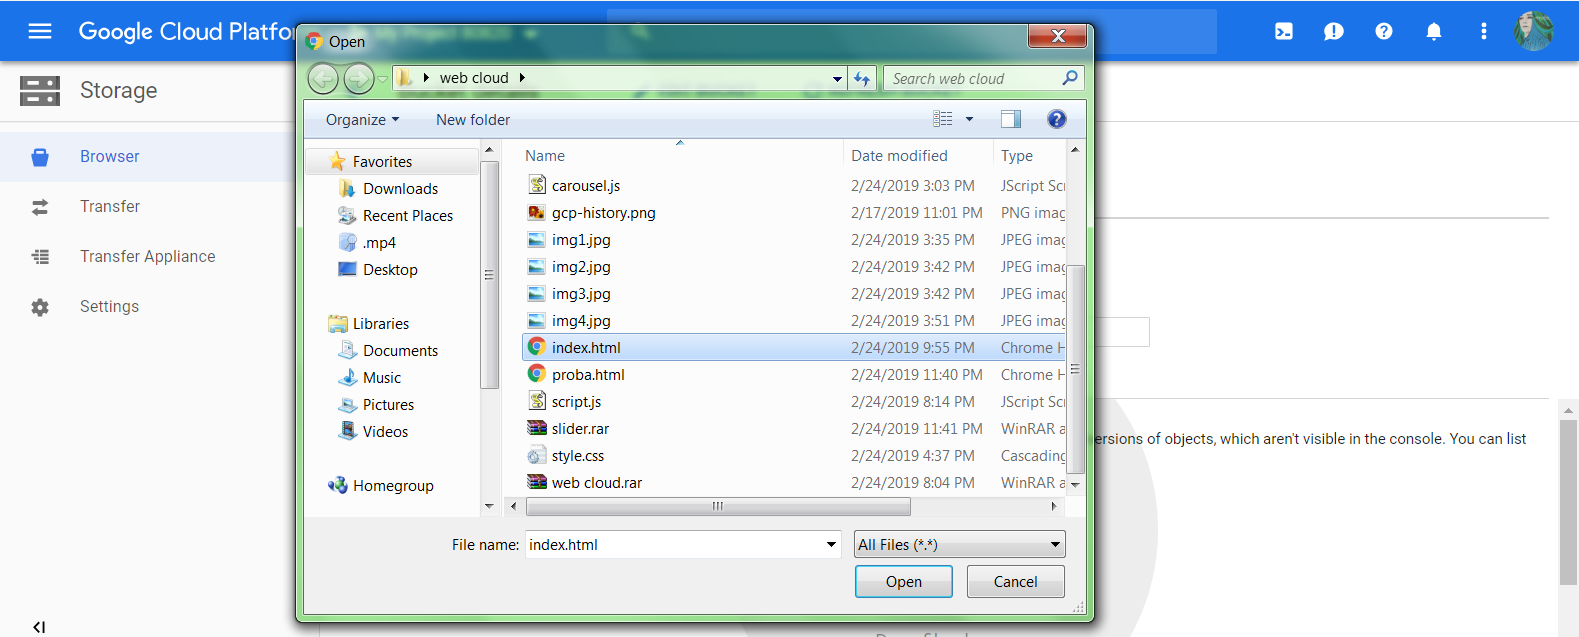 Google Cloud Platfor
Open
web cloud
Search web cloud
Storage
Organize
New folder
Browser
Transfer
Transfer Appliance
Settings
Favorites
Downloads
Recent Places
.mp4
Desktop
Libraries
Documents
Music
Pictures
Videos
Homegroup
Name Date modified Type
carousel.js 2/24/2019 3:03 PM JScript Scr
gcp-history.png 2/17/2019 11:01 PM PNG imag
img1.jpg 2/24/2019 3:35 PM JPEG imag
img2.jpg 2/24/2019 3:42 PM JPEG imag
img3.jpg 2/24/2019 3:42 PM JPEG imag
img4.jpg 2/24/2019 3:51 PM JPEG imag
index.html 2/24/2019 9:55 PM Chrome H
proba.html 2/24/2019 11:40 PM Chrome H
script.js 2/24/2019 8:14 PM JScript Scr
slider.rar 2/24/2019 11:41 PM WinRAR a
style.css 2/24/2019 4:37 PM Cascading
web cloud.rar 2/24/2019 8:04 PM WinRAR a
ersions of objects, which aren't visible in the console. You can list
File name: index.html All Files (*.*)
Open Cancel